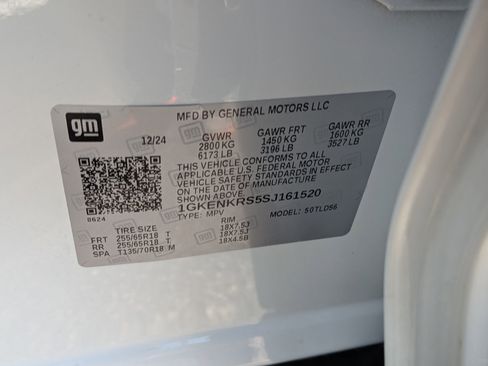 gm
MFD BY GENERAL MOTORS LLC
12/24 GVWR GAWR FRT GAWR RR
2800 KG 1450 KG 1600 KG
6173 LB 3196 LB 3527 LB
THIS VEHICLE CONFORMS TO ALL
APPLICABLE U.S. FEDERAL MOTOR
VEHICLE SAFETY STANDARDS IN EFFECT
ON THE DATE OF MANUFACTURE
SHOWN ABOVE.
1GKENKRS5SJ161520
TYPE: MPV MODEL: 50TLD56
8624
TIRE SIZE RIM
FRT 255/65R18 T 18X7.5J
RR 255/65R18 T 18X7.5J
SPA T135/70R18 M 18X4.5B